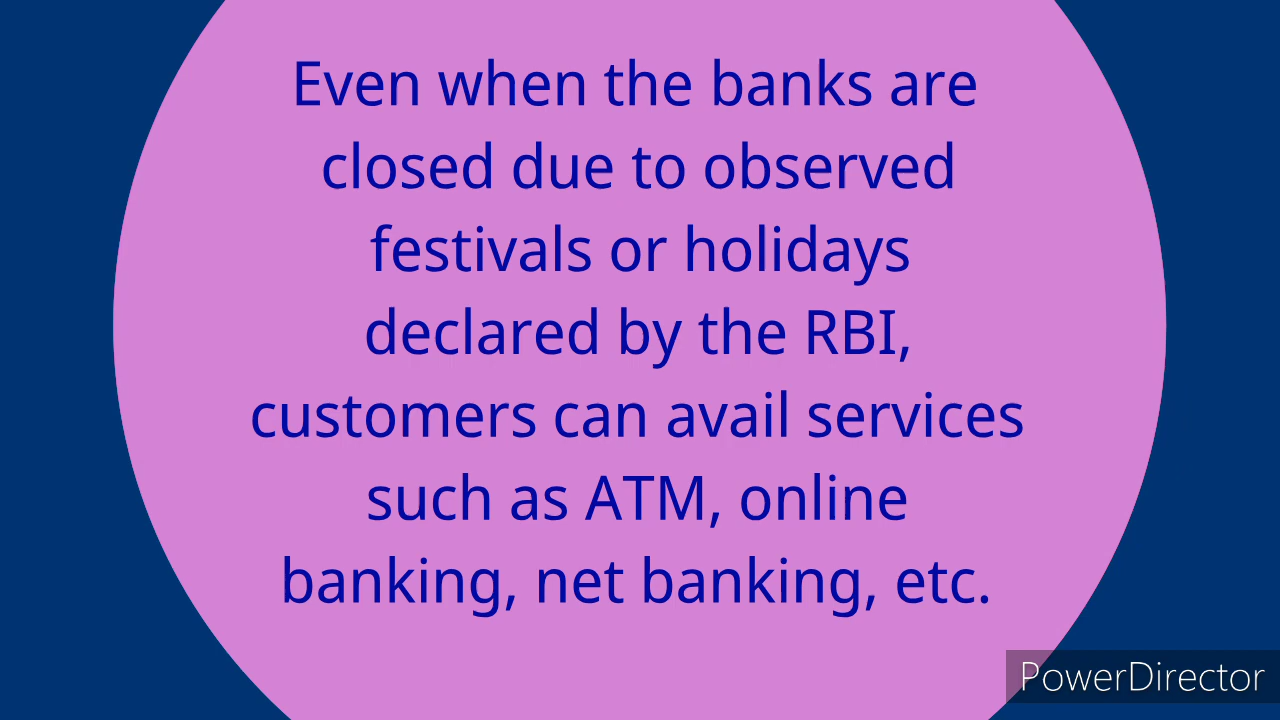 Even when the banks are
closed due to observed
festivals or holidays
declared by the RBI,
customers can avail services
such as ATM, online
banking, net banking, etc.
PowerDirector